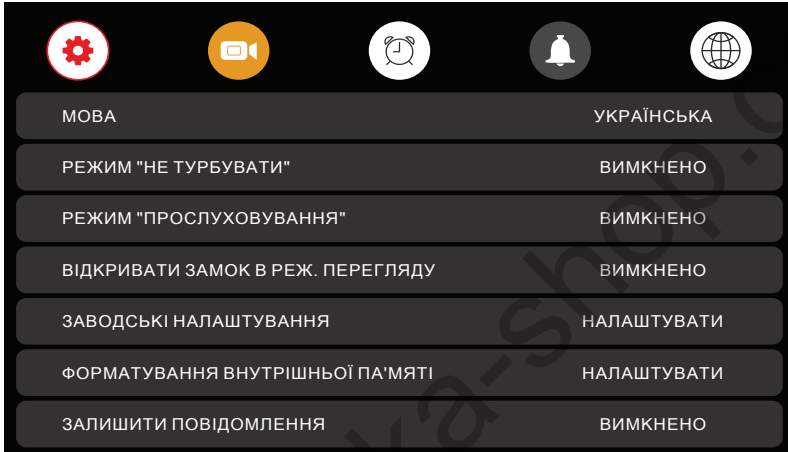 МОВА УКРАЇНСЬКА
РЕЖИМ "НЕ ТУРБУВАТИ" ВИМКНЕНО
РЕЖИМ "ПРОСЛУХОВУВАННЯ" ВИМКНЕНО
ВІДКРИВАТИ ЗАМОК В РЕЖ. ПЕРЕГЛЯДУ ВИМКНЕНО
ЗАВОДСЬКІ НАЛАШТУВАННЯ НАЛАШТУВАТИ
ФОРМАТУВАННЯ ВНУТРІШНЬОЇ ПА'МЯТІ НАЛАШТУВАТИ
ЗАЛИШИТИ ПОВІДОМЛЕННЯ ВИМКНЕНО